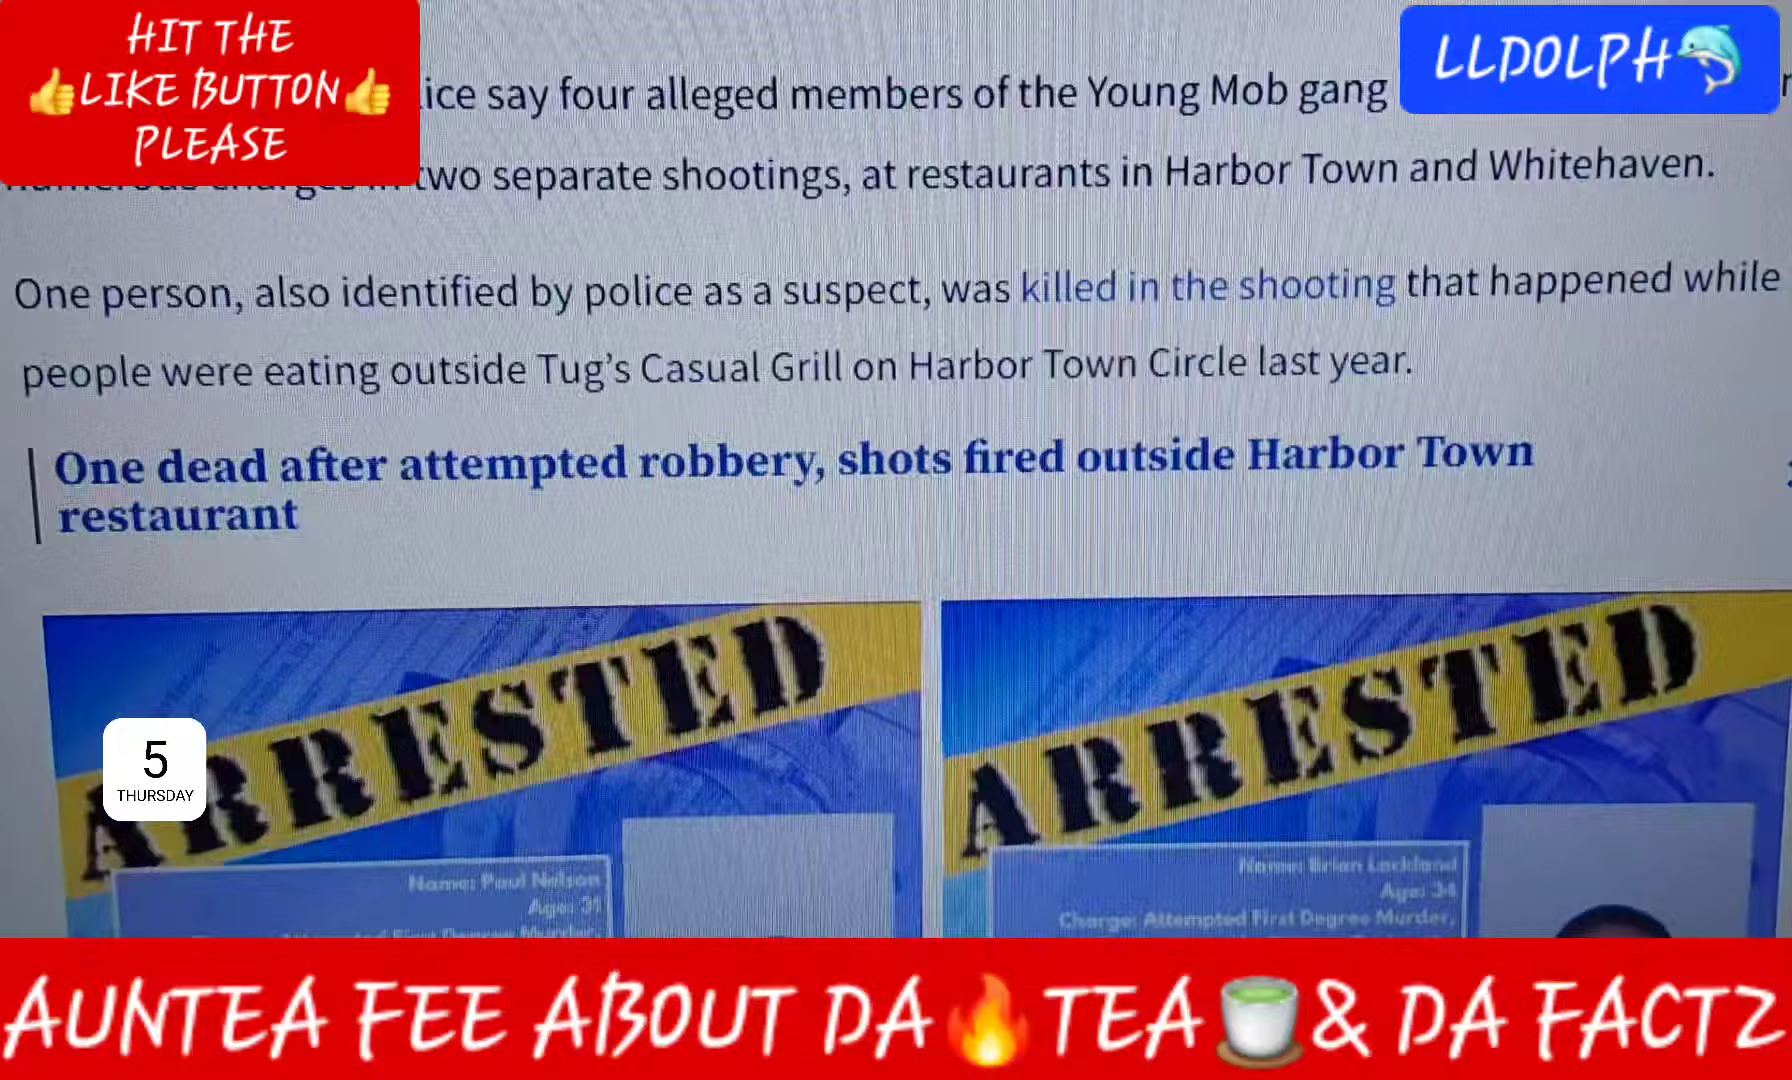 HIT THE
👍LIKE BUTTON👍
PLEASE
LLDOLPH🐬
ice say four alleged members of the Young Mob gang
numerous charges in two separate shootings, at restaurants in Harbor Town and Whitehaven.
One person, also identified by police as a suspect, was killed in the shooting that happened while
people were eating outside Tug's Casual Grill on Harbor Town Circle last year.
One dead after attempted robbery, shots fired outside Harbor Town
restaurant
ARRESTED
ARRESTED
5
THURSDAY
Name: Paul Nelson
Age: 31
Name: Brian Lockland
Age: 34
Charge: Attempted First Degree Murder,
AUNTEA FEE ABOUT DA🔥TEA🍵& DA FACTZ